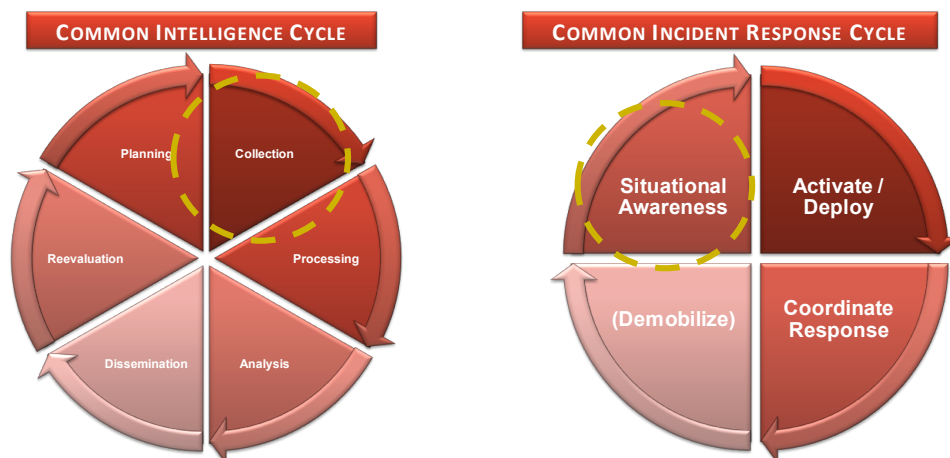 COMMON INTELLIGENCE CYCLE
COMMON INCIDENT RESPONSE CYCLE
Planning
Collection
Reevaluation
Processing
Dissemination
Analysis
Situational
Awareness
Activate /
Deploy
(Demobilize)
Coordinate
Response